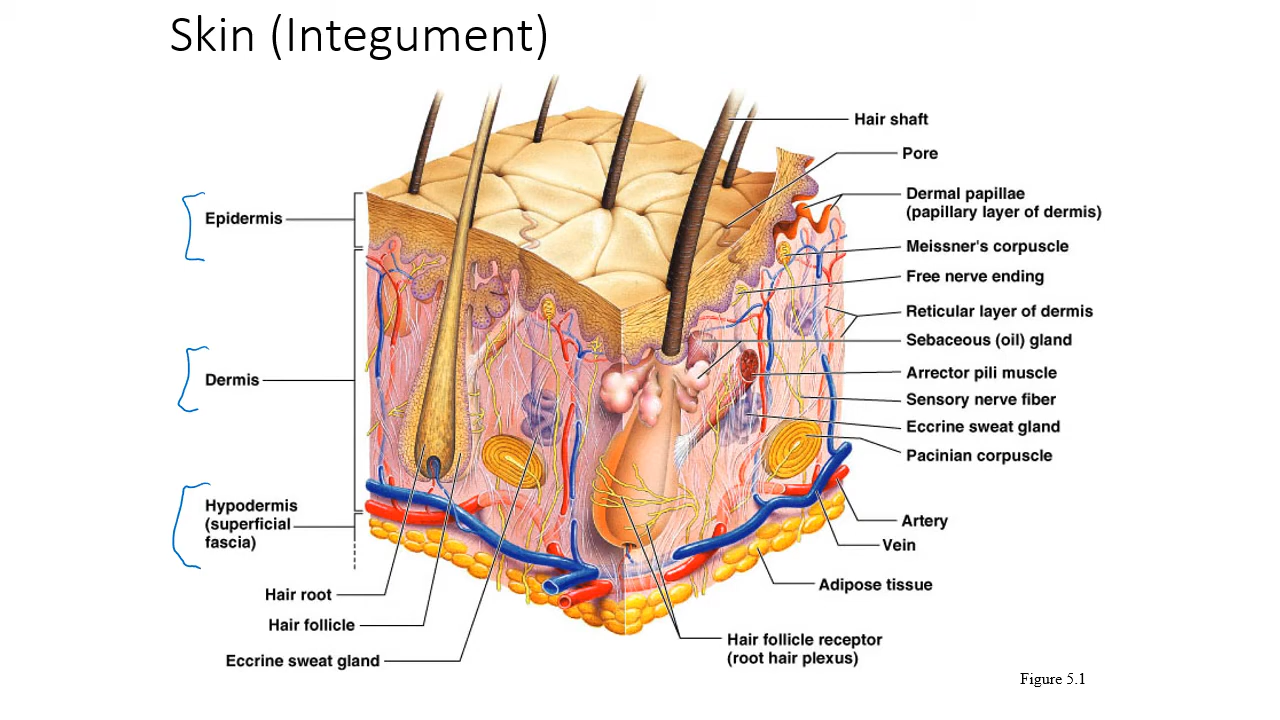 Skin (Integument)
Hair shaft
Pore
Dermal papillae
(papillary layer of dermis)
Meissner's corpuscle
Free nerve ending
Reticular layer of dermis
Sebaceous (oil) gland
Arrector pili muscle
Sensory nerve fiber
Eccrine sweat gland
Pacinian corpuscle
Artery
Vein
Adipose tissue
Hair follicle receptor
(root hair plexus)
Epidermis
Dermis
Hypodermis
(superficial
fascia)
Hair root
Hair follicle
Eccrine sweat gland
Figure 5.1